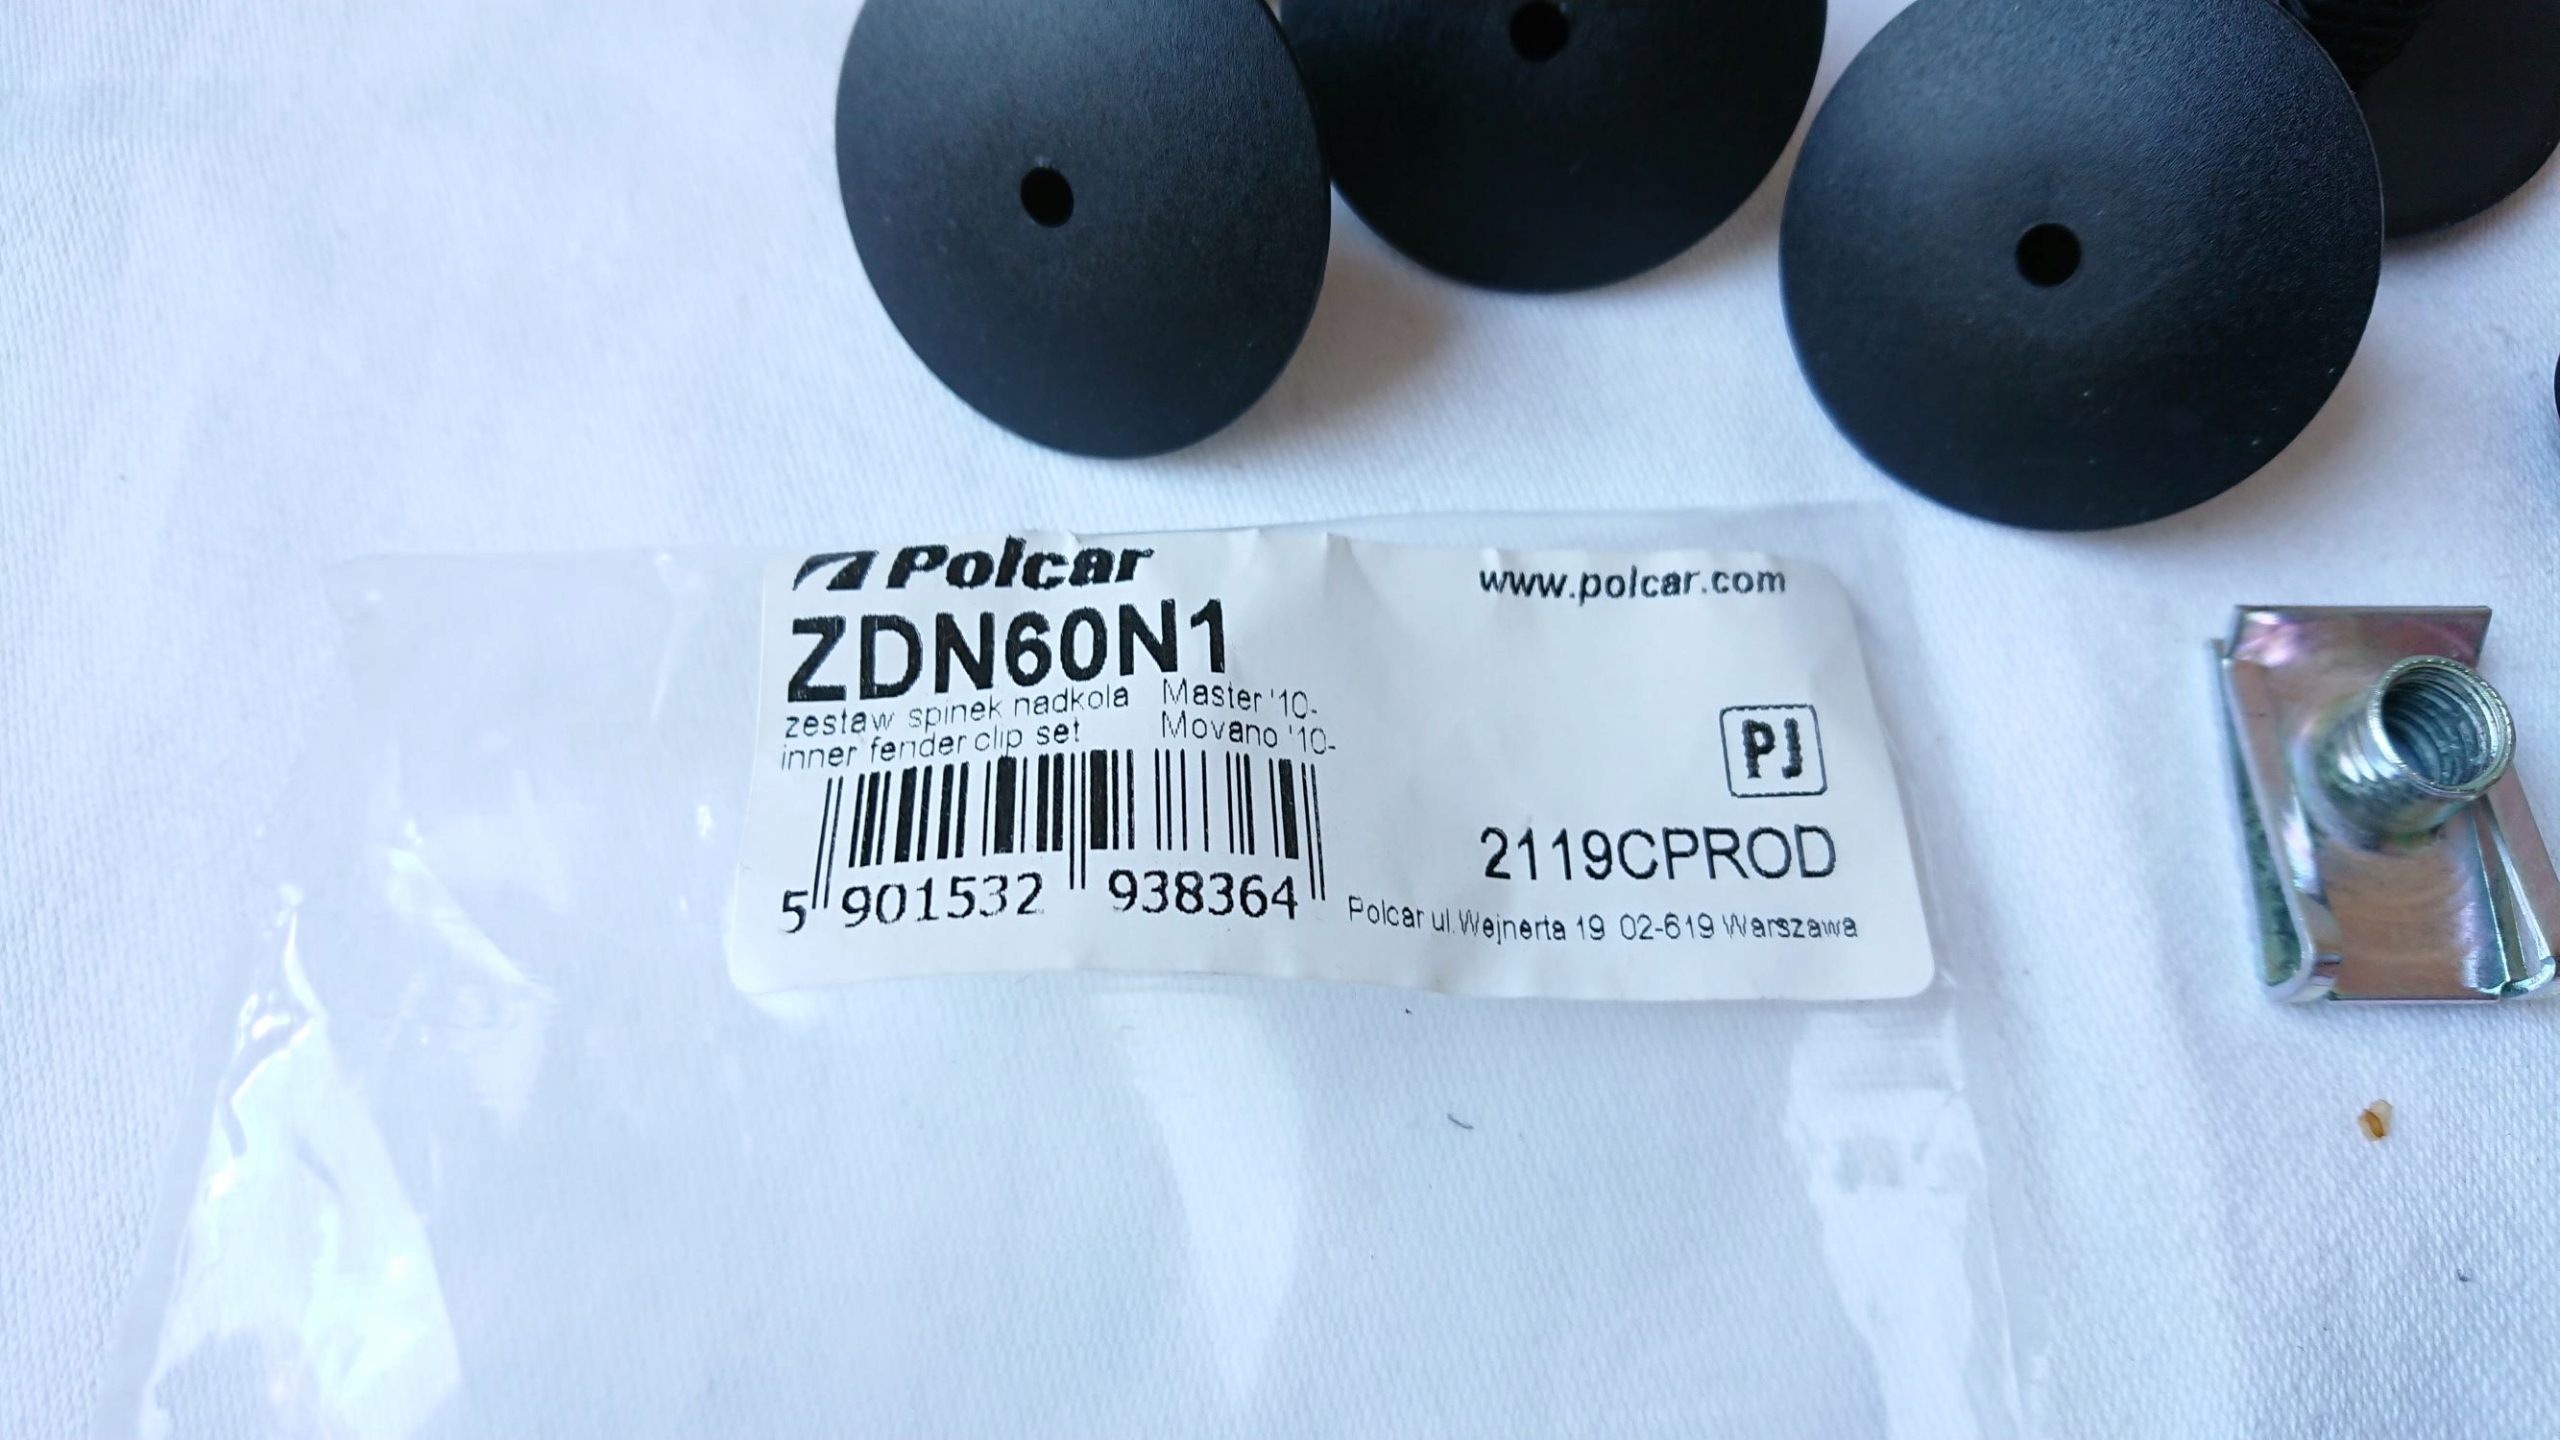 Polcar
www.polcar.com
ZDN60N1
zestaw spinek nadkola Master '10-
inner fender clip set Movano '10-
PJ
2119CPROD
5 901532 938364
Polcar ul.Wejnerta 19 02-619 Warszawa